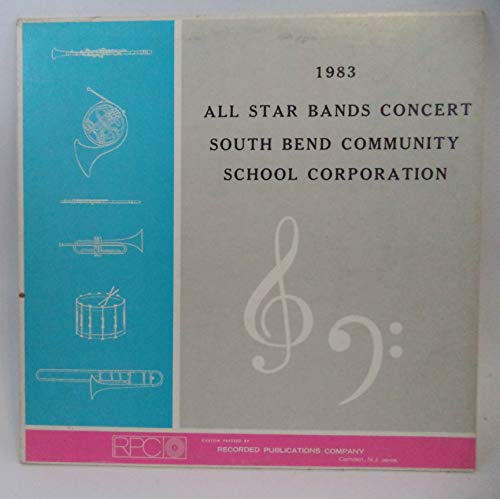 1983
ALL STAR BANDS CONCERT
SOUTH BEND COMMUNITY
SCHOOL CORPORATION
RPC
CUSTOM PRESSED BY
RECORDED PUBLICATIONS COMPANY
Camden, N.J.